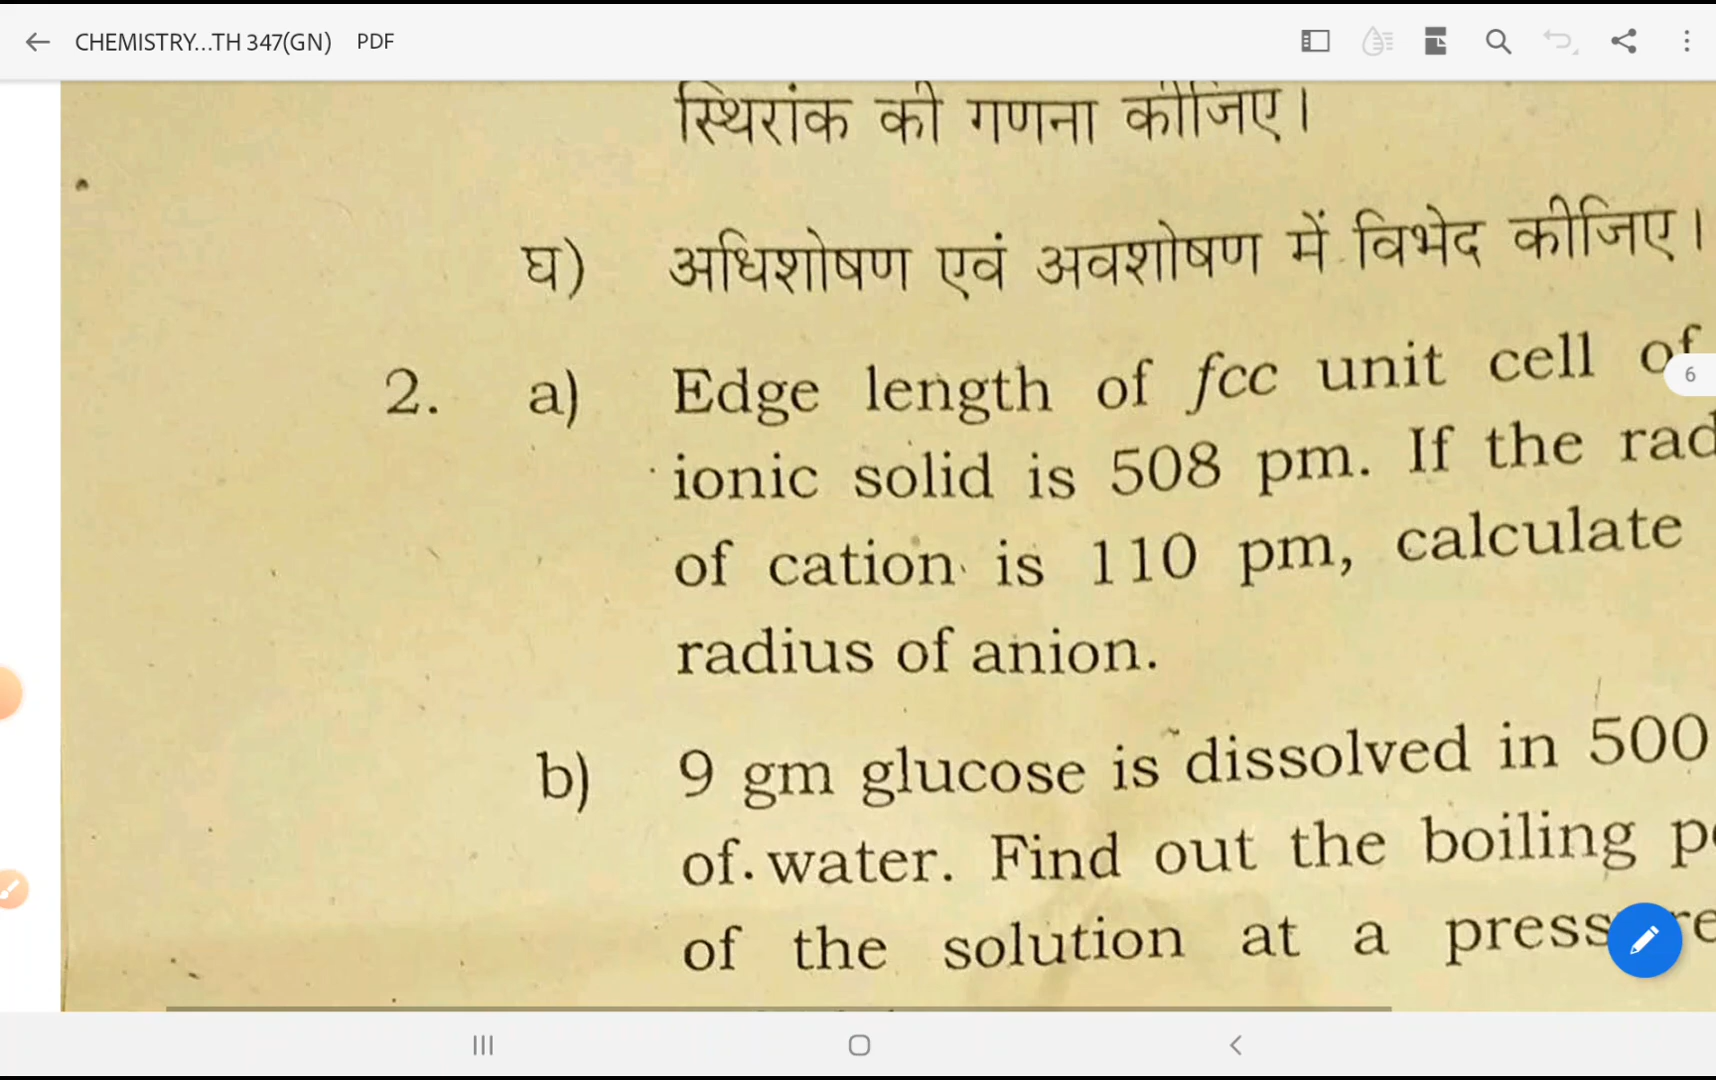 CHEMISTRY...TH 347(GN) PDF
स्थिरांक की गणना कीजिए।
घ) अधिशोषण एवं अवशोषण में विभेद कीजिए।
2. a) Edge length of fcc unit cell of
6
ionic solid is 508 pm. If the rad
of cation is 110 pm, calculate
radius of anion.
b) 9 gm glucose is dissolved in 500
of water. Find out the boiling p
of the solution at a press re